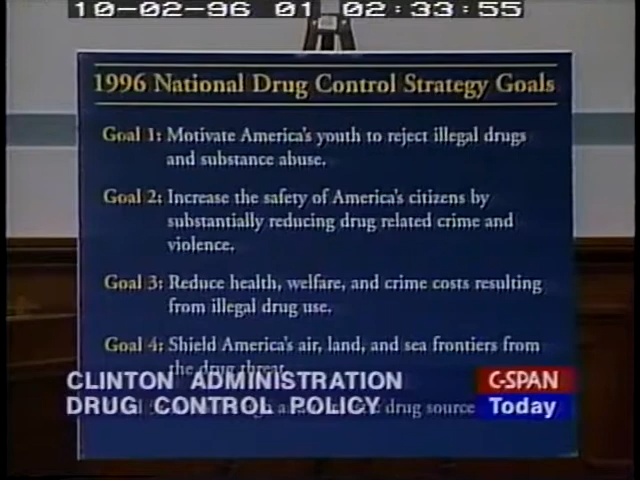 10-02-96 01 02:33:55
1996 National Drug Control Strategy Goals
Goal 1: Motivate America's youth to reject illegal drugs
and substance abuse.
Goal 2: Increase the safety of America's citizens by
substantially reducing drug related crime and
violence.
Goal 3: Reduce health, welfare, and crime costs resulting
from illegal drug use.
Goal 4: Shield America's air, land, and sea frontiers from
the drug threat.
drug source
CLINTON ADMINISTRATION
DRUG CONTROL POLICY
C-SPAN
Today